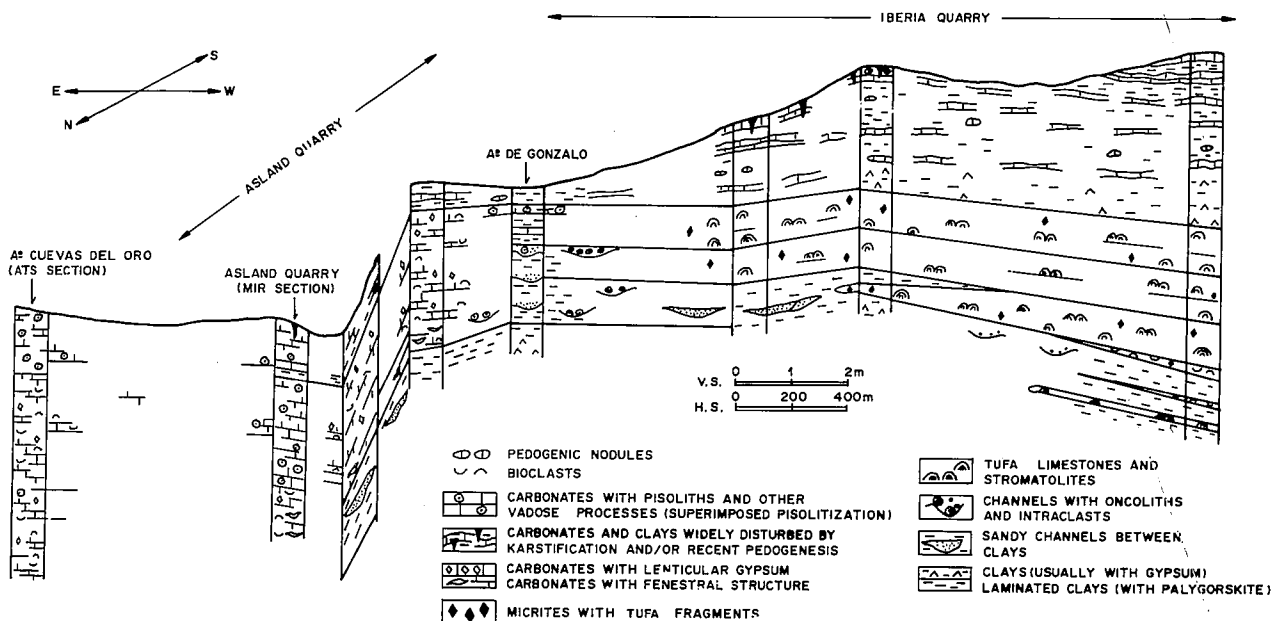 IBERIA QUARRY
S
E
W
N
ASLAND QUARRY
Aº DE GONZALO
Aº CUEVAS DEL ORO
(ATS SECTION)
ASLAND QUARRY
(MIR SECTION)
0 1 2m
V.S.
0 200 400m
H.S.
PEDOGENIC NODULES
BIOCLASTS
CARBONATES WITH PISOLITHS AND OTHER
VADOSE PROCESSES (SUPERIMPOSED PISOLITIZATION)
CARBONATES AND CLAYS WIDELY DISTURBED BY
KARSTIFICATION AND/OR RECENT PEDOGENESIS
CARBONATES WITH LENTICULAR GYPSUM
CARBONATES WITH FENESTRAL STRUCTURE
MICRITES WITH TUFA FRAGMENTS
TUFA LIMESTONES AND
STROMATOLITES
CHANNELS WITH ONCOLITHS
AND INTRACLASTS
SANDY CHANNELS BETWEEN
CLAYS
CLAYS (USUALLY WITH GYPSUM)
LAMINATED CLAYS (WITH PALYGORSKITE)